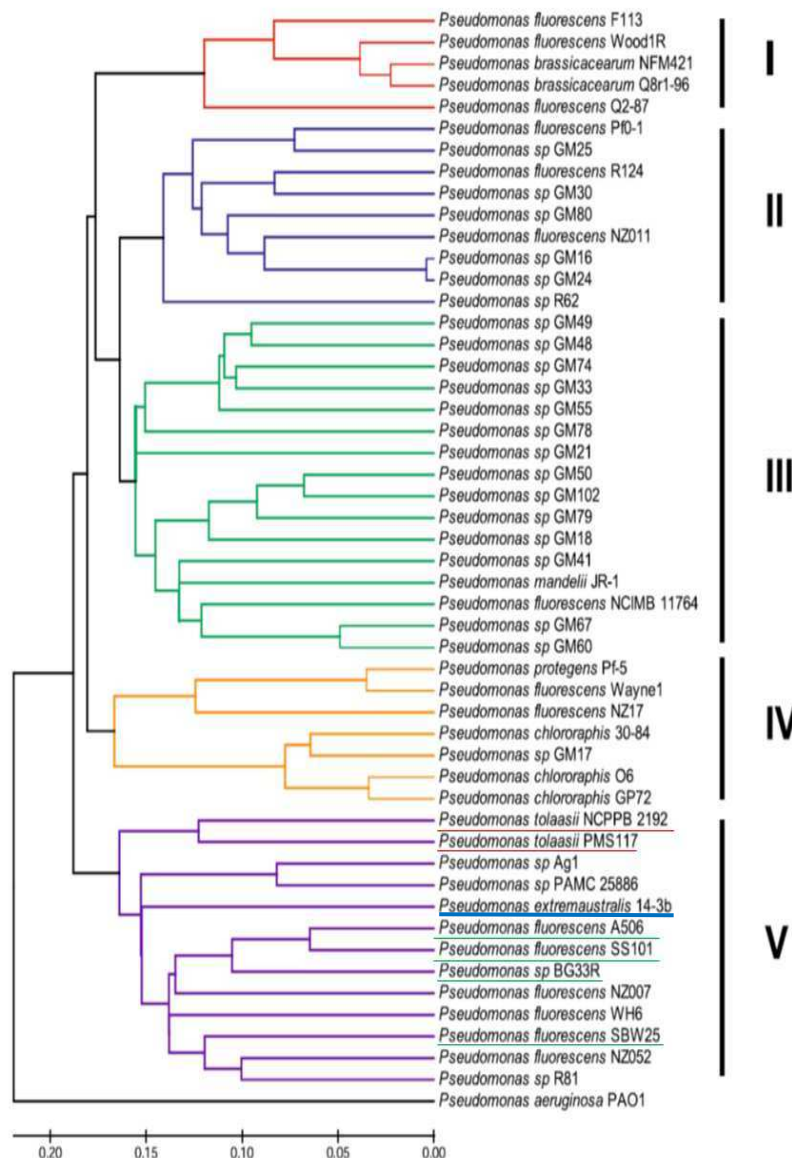 Pseudomonas fluorescens F113
Pseudomonas fluorescens Wood1R
Pseudomonas brassicacearum NFM421
Pseudomonas brassicacearum Q8r1-96
Pseudomonas fluorescens Q2-87
I
Pseudomonas fluorescens Pf0-1
Pseudomonas sp GM25
Pseudomonas fluorescens R124
Pseudomonas sp GM30
Pseudomonas sp GM80
Pseudomonas fluorescens NZ011
Pseudomonas sp GM16
Pseudomonas sp GM24
Pseudomonas sp R62
II
Pseudomonas sp GM49
Pseudomonas sp GM48
Pseudomonas sp GM74
Pseudomonas sp GM33
Pseudomonas sp GM55
Pseudomonas sp GM78
Pseudomonas sp GM21
Pseudomonas sp GM50
Pseudomonas sp GM102
Pseudomonas sp GM79
Pseudomonas sp GM18
Pseudomonas sp GM41
Pseudomonas mandelii JR-1
Pseudomonas fluorescens NCIMB 11764
Pseudomonas sp GM67
Pseudomonas sp GM60
III
Pseudomonas protegens Pf-5
Pseudomonas fluorescens Wayne1
Pseudomonas fluorescens NZ17
Pseudomonas chlororaphis 30-84
Pseudomonas sp GM17
Pseudomonas chlororaphis O6
Pseudomonas chlororaphis GP72
IV
Pseudomonas tolaasii NCPPB 2192
Pseudomonas tolaasii PMS117
Pseudomonas sp Ag1
Pseudomonas sp PAMC 25886
Pseudomonas extremaustralis 14-3b
Pseudomonas fluorescens A506
Pseudomonas fluorescens SS101
Pseudomonas sp BG33R
Pseudomonas fluorescens NZ007
Pseudomonas fluorescens WH6
Pseudomonas fluorescens SBW25
Pseudomonas fluorescens NZ052
Pseudomonas sp R81
V
Pseudomonas aeruginosa PAO1
0.20 0.15 0.10 0.05 0.00